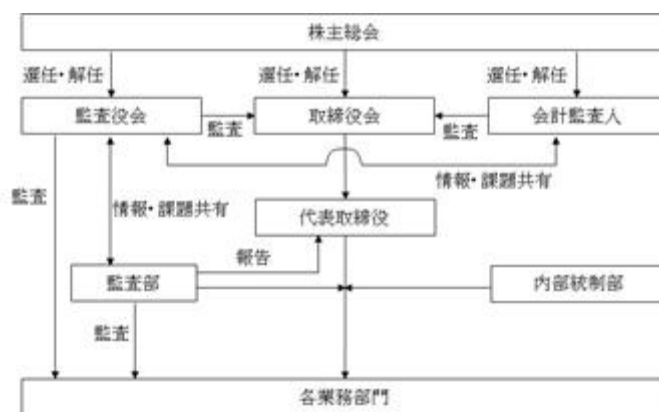 株主総会
選任・解任
選任・解任
選任・解任
監査役会
監査
取締役会
監査
会計監査人
監査
情報・課題共有
情報・課題共有
代表取締役
報告
監査部
内部統制部
監査
各業務部門